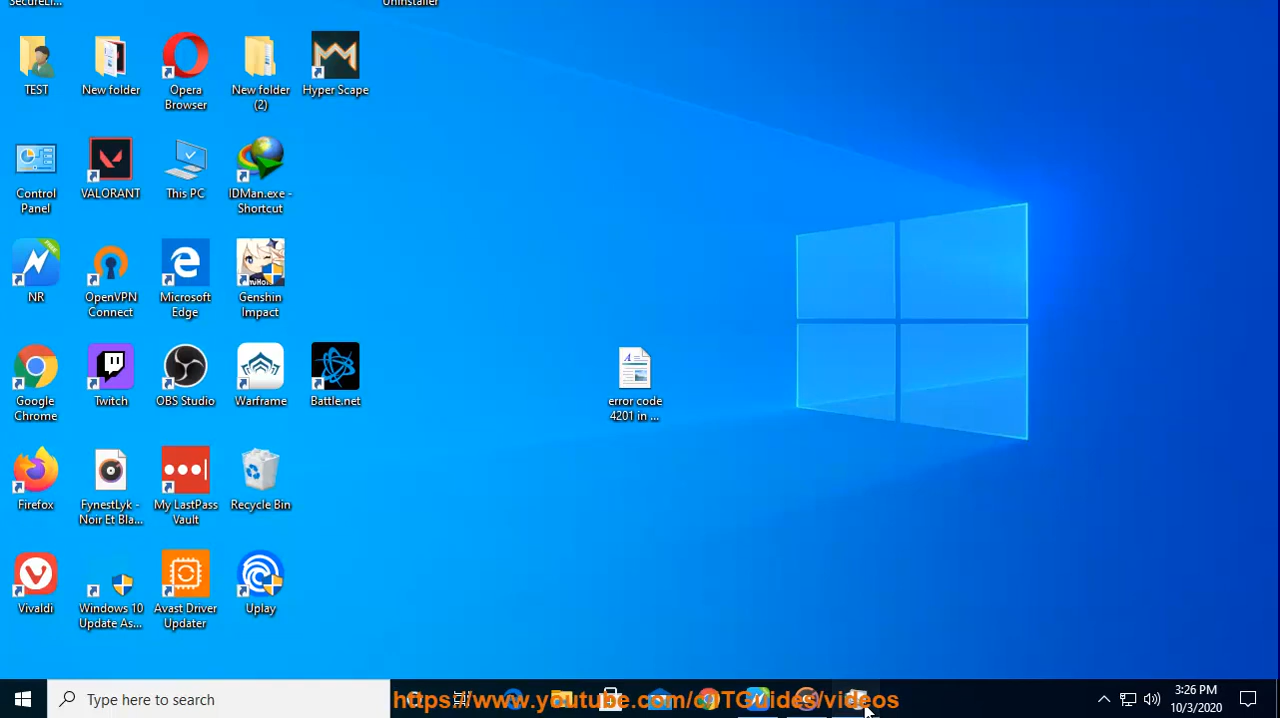 SecureLi...
Uninstaller
TEST
New folder
Opera
Browser
New folder
(2)
Hyper Scape
Control
Panel
VALORANT
This PC
IDMan.exe -
Shortcut
NR
OpenVPN
Connect
Microsoft
Edge
Genshin
Impact
Google
Chrome
Twitch
OBS Studio
Warframe
Battle.net
error code
4201 in ...
Firefox
FynestLyk -
Noir Et Bla...
My LastPass
Vault
Recycle Bin
Vivaldi
Windows 10
Update As...
Avast Driver
Updater
Uplay
Type here to search
https://www.youtube.com/c/TGuides/videos
3:26 PM
10/3/2020